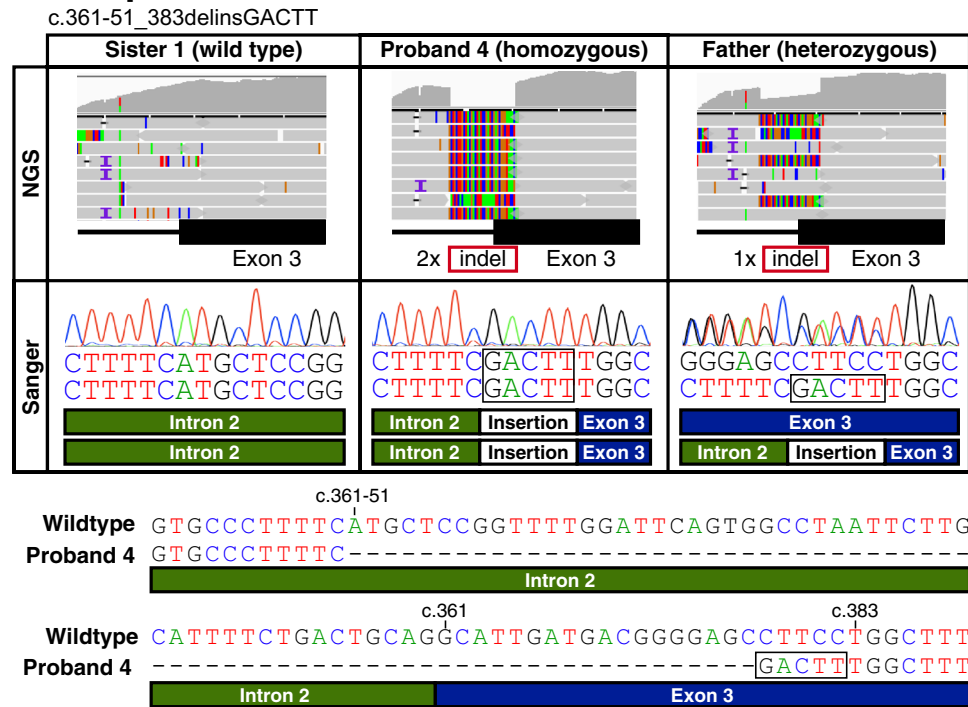 c.361-51_383delinsGACTT
Sister 1 (wild type) Proband 4 (homozygous) Father (heterozygous)
NGS
Exon 3 2x indel Exon 3 1x indel Exon 3
Sanger
CTTTTCATGCTCCGG CTTTTCGACTTTGGC GGGAGCCTTCCTGGC
CTTTTCATGCTCCGG CTTTTCGACTTTGGC CTTTTCGACTTTGGC
Intron 2 Intron 2 Insertion Exon 3 Exon 3
Intron 2 Intron 2 Insertion Exon 3 Intron 2 Insertion Exon 3
c.361-51
Wildtype GTGCCCTTTTCATGCTCCGGTTTTGGATTCAGTGGCCTAATTCTTG
Proband 4 GTGCCCTTTTC-----------------------------------
Intron 2
c.361 c.383
Wildtype CATTTTCTGACTGCAGGCATTGATGACGGGGAGCCTTCCTGGCTTT
Proband 4 ----------------------------------GACTTTGGCTTT
Intron 2 Exon 3